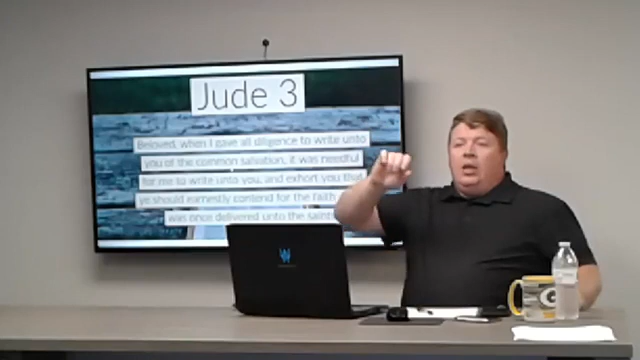 Jude 3
Beloved, when I gave all diligence to write unto
you of the common salvation, it was needful
for me to write unto you, and exhort you that
ye should earnestly contend for the faith
was once delivered unto the saints